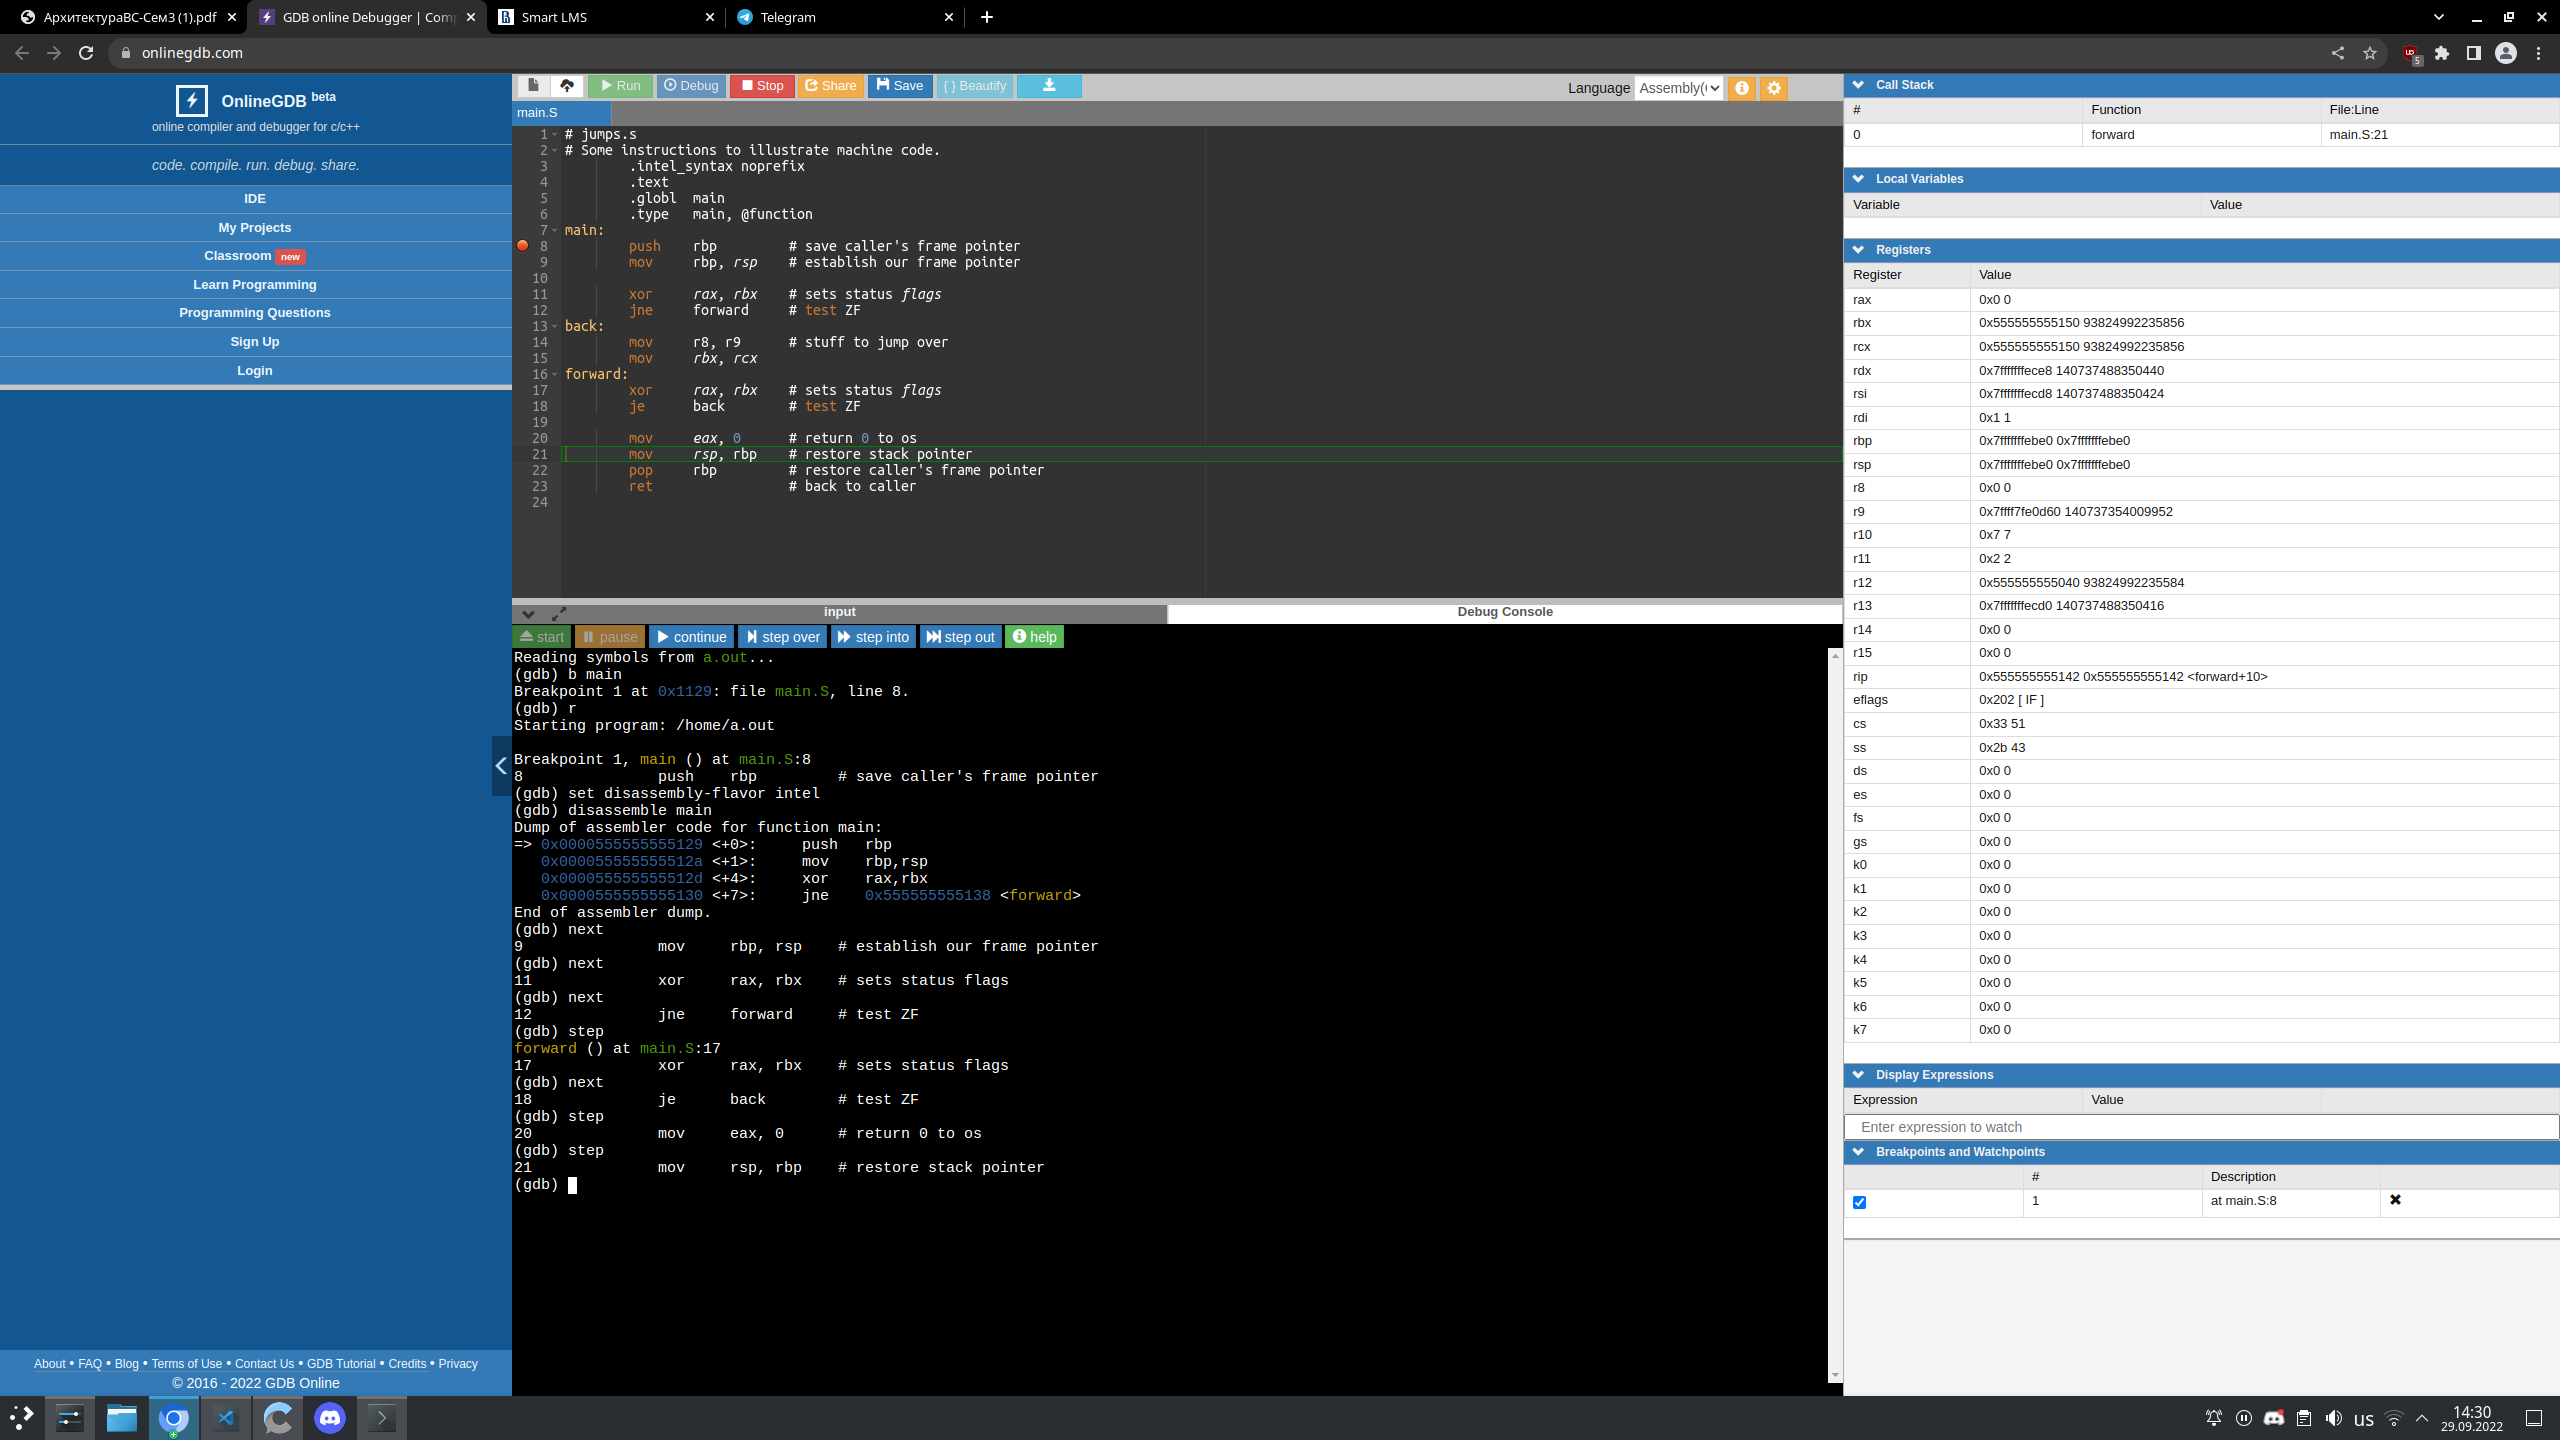 АрхитектураВС-Сем3 (1).pdf
GDB online Debugger | Comp
Smart LMS
Telegram
onlinegdb.com
5
OnlineGDB beta
online compiler and debugger for c/c++
code. compile. run. debug. share.
IDE
My Projects
Classroom new
Learn Programming
Programming Questions
Sign Up
Login
About • FAQ • Blog • Terms of Use • Contact Us • GDB Tutorial • Credits • Privacy
© 2016 - 2022 GDB Online
Run Debug Stop Share Save { } Beautify
Language Assembly(
main.S
1 # jumps.s
2 # Some instructions to illustrate machine code.
3 .intel_syntax noprefix
4 .text
5 .globl main
6 .type main, @function
7 main:
8 push rbp # save caller's frame pointer
9 mov rbp, rsp # establish our frame pointer
10
11 xor rax, rbx # sets status flags
12 jne forward # test ZF
13 back:
14 mov r8, r9 # stuff to jump over
15 mov rbx, rcx
16 forward:
17 xor rax, rbx # sets status flags
18 je back # test ZF
19
20 mov eax, 0 # return 0 to os
21 mov rsp, rbp # restore stack pointer
22 pop rbp # restore caller's frame pointer
23 ret # back to caller
24
input
Debug Console
start pause continue step over step into step out help
Reading symbols from a.out...
(gdb) b main
Breakpoint 1 at 0x1129: file main.S, line 8.
(gdb) r
Starting program: /home/a.out
Breakpoint 1, main () at main.S:8
8 push rbp # save caller's frame pointer
(gdb) set disassembly-flavor intel
(gdb) disassemble main
Dump of assembler code for function main:
=> 0x0000555555555129 <+0>: push rbp
0x000055555555512a <+1>: mov rbp,rsp
0x000055555555512d <+4>: xor rax,rbx
0x0000555555555130 <+7>: jne 0x555555555138 <forward>
End of assembler dump.
(gdb) next
9 mov rbp, rsp # establish our frame pointer
(gdb) next
11 xor rax, rbx # sets status flags
(gdb) next
12 jne forward # test ZF
(gdb) step
forward () at main.S:17
17 xor rax, rbx # sets status flags
(gdb) next
18 je back # test ZF
(gdb) step
20 mov eax, 0 # return 0 to os
(gdb) step
21 mov rsp, rbp # restore stack pointer
(gdb)
Call Stack
# Function File:Line
0 forward main.S:21
Local Variables
Variable Value
Registers
Register Value
rax 0x0 0
rbx 0x555555555150 93824992235856
rcx 0x555555555150 93824992235856
rdx 0x7fffffffece8 140737488350440
rsi 0x7fffffffecd8 140737488350424
rdi 0x1 1
rbp 0x7fffffffebe0 0x7fffffffebe0
rsp 0x7fffffffebe0 0x7fffffffebe0
r8 0x0 0
r9 0x7ffff7fe0d60 140737354009952
r10 0x7 7
r11 0x2 2
r12 0x555555555040 93824992235584
r13 0x7fffffffecd0 140737488350416
r14 0x0 0
r15 0x0 0
rip 0x555555555142 0x555555555142 <forward+10>
eflags 0x202 [ IF ]
cs 0x33 51
ss 0x2b 43
ds 0x0 0
es 0x0 0
fs 0x0 0
gs 0x0 0
k0 0x0 0
k1 0x0 0
k2 0x0 0
k3 0x0 0
k4 0x0 0
k5 0x0 0
k6 0x0 0
k7 0x0 0
Display Expressions
Expression Value
Enter expression to watch
Breakpoints and Watchpoints
# Description
1 at main.S:8
us
14:30
29.09.2022